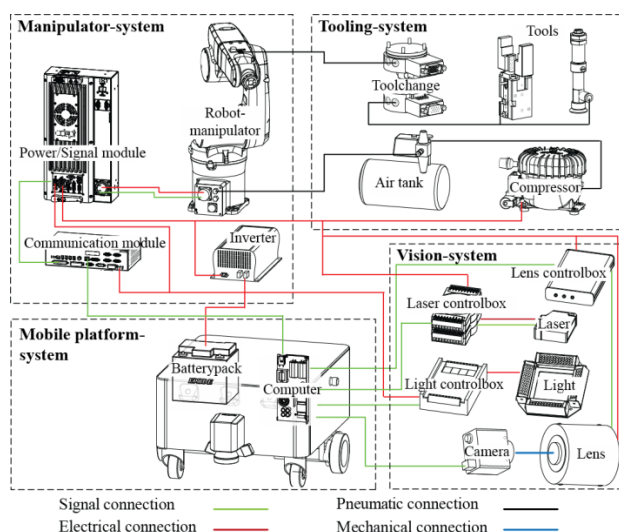 Manipulator-system
Tooling-system
Tools
Toolchange
Robot-
manipulator
Power/Signal module
Air tank
Compressor
Communication module
Inverter
Vision-system
Lens controlbox
Laser controlbox
Laser
Mobile platform-
system
Batterypack
Computer
Light controlbox
Light
Camera
Lens
Signal connection
Pneumatic connection
Electrical connection
Mechanical connection